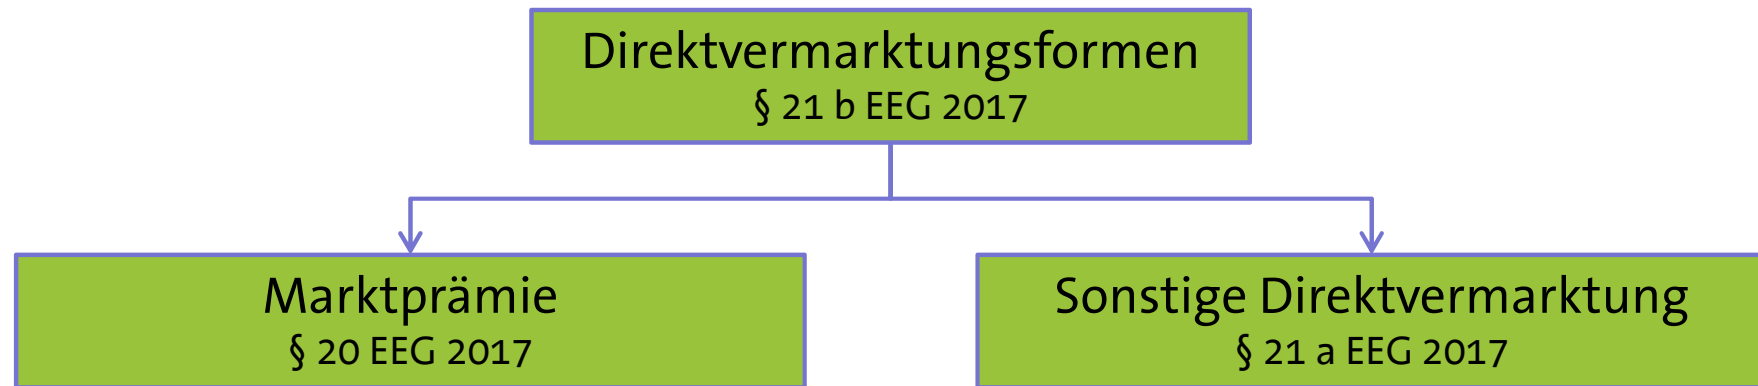 Direktvermarktungsformen
§ 21 b EEG 2017
Marktprämie
§ 20 EEG 2017
Sonstige Direktvermarktung
§ 21 a EEG 2017